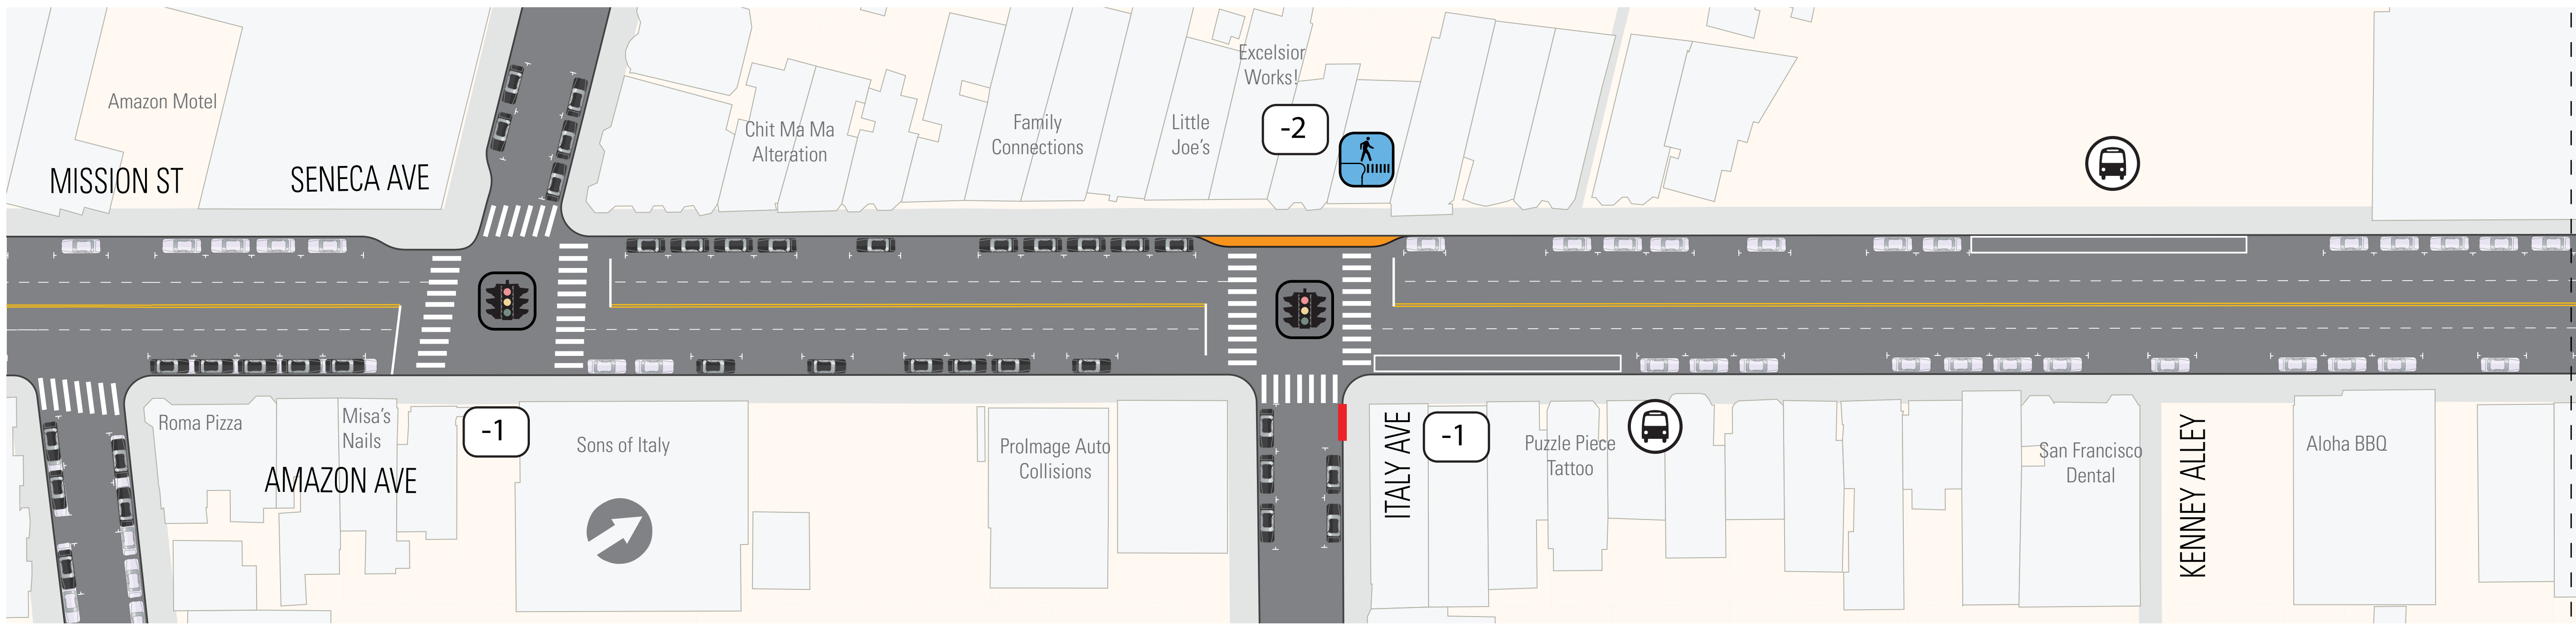 Excelsior
Works!
Amazon Motel
-2
Chit Ma Ma
Alteration
Family
Connections
Little
Joe's
MISSION ST
SENECA AVE
Roma Pizza
Misa's
Nails
-1
Sons of Italy
AMAZON AVE
ProImage Auto
Collisions
ITALY AVE
-1
Puzzle Piece
Tattoo
San Francisco
Dental
KENNEY ALLEY
Aloha BBQ